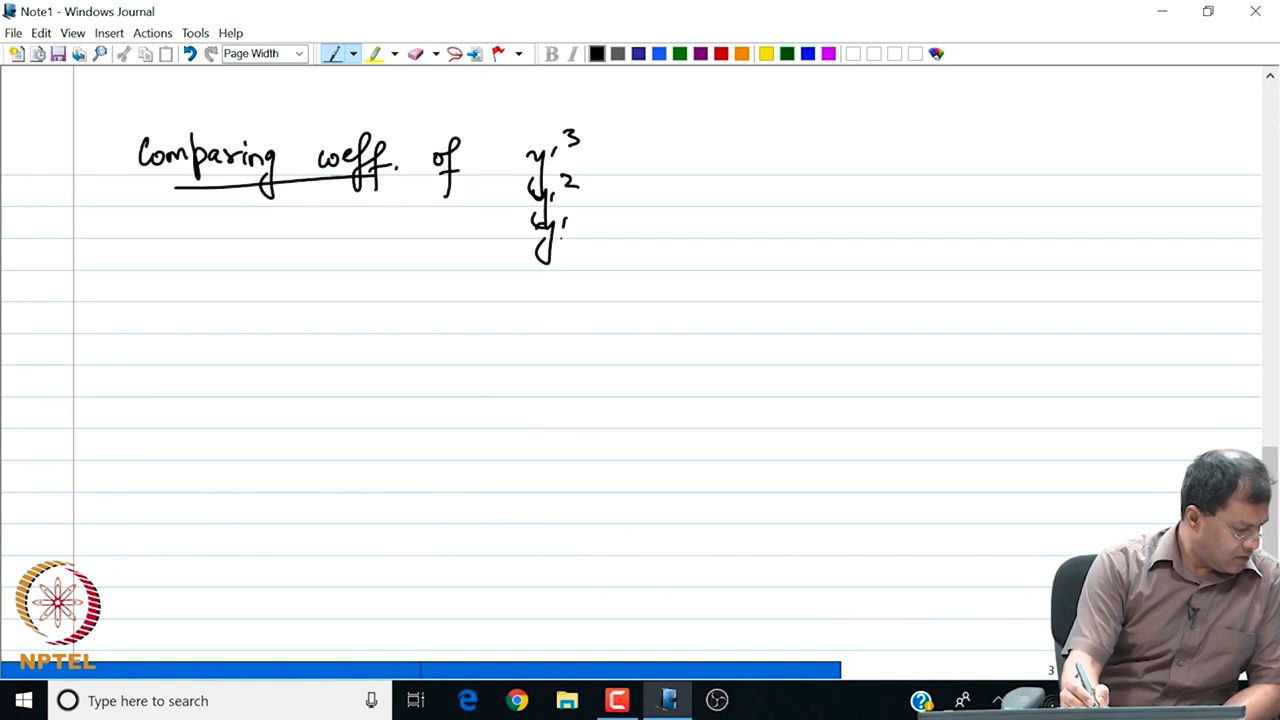 Note1 - Windows Journal
File Edit View Insert Actions Tools Help
Page Width
B I
Comparing coeff. of y'³
y'²
y'
NPTEL
3
Type here to search